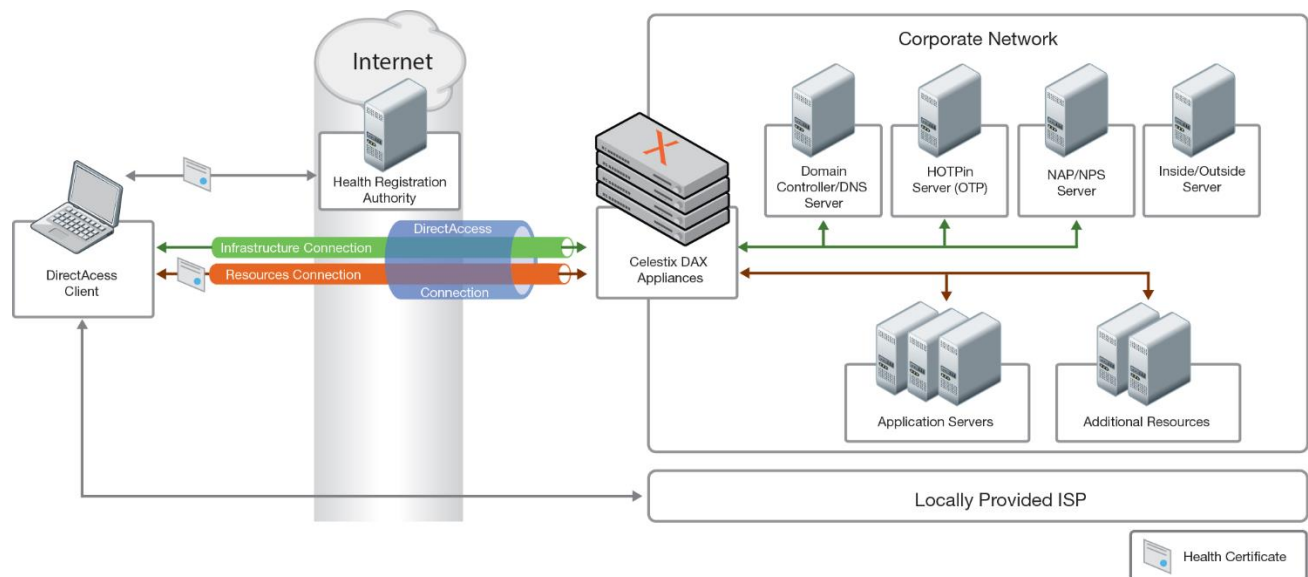 Internet
Health Registration
Authority
DirectAcess
Client
Infrastructure Connection
Resources Connection
DirectAccess
Connection
Celestix DAX
Appliances
Corporate Network
Domain
Controller/DNS
Server
HOTPin
Server (OTP)
NAP/NPS
Server
Inside/Outside
Server
Application Servers
Additional Resources
Locally Provided ISP
Health Certificate